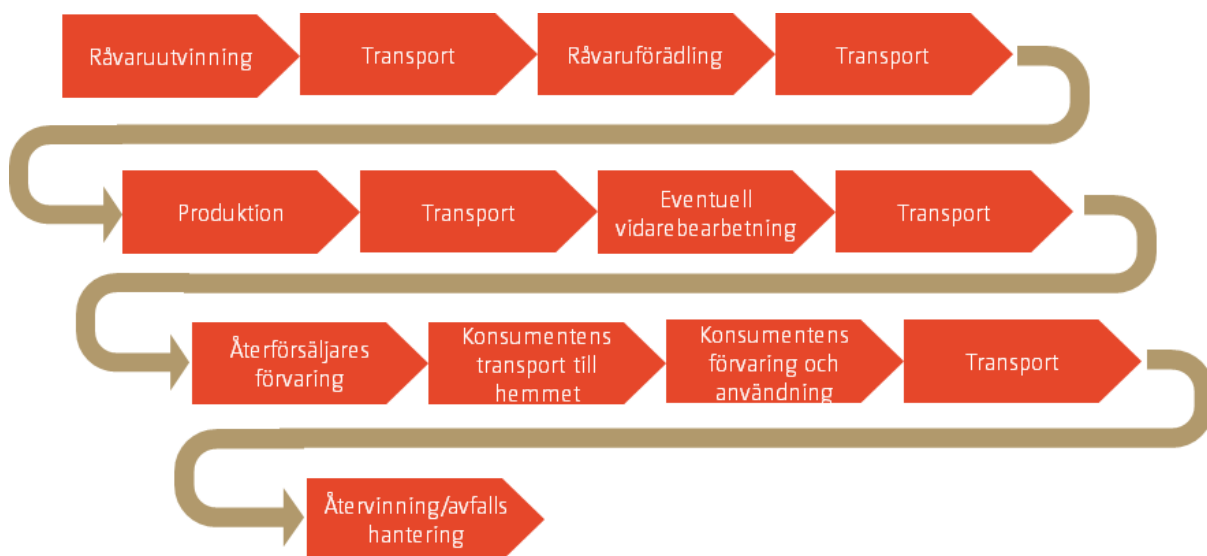 Råvaruutvinning
Transport
Råvaruförädling
Transport
Produktion
Transport
Eventuell
vidarebearbetning
Transport
Återförsäljares
förvaring
Konsumentens
transport till
hemmet
Konsumentens
förvaring och
användning
Transport
Återvinning/avfalls
hantering